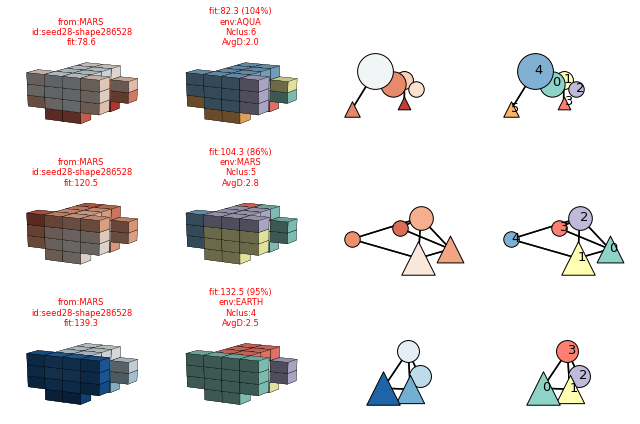 from:MARS
id:seed28-shape286528
fit:78.6
fit:82.3 (104%)
env:AQUA
Nclus:6
AvgD:2.0
4
0
1
2
3
5
from:MARS
id:seed28-shape286528
fit:120.5
fit:104.3 (86%)
env:MARS
Nclus:5
AvgD:2.8
2
3
4
0
1
from:MARS
id:seed28-shape286528
fit:139.3
fit:132.5 (95%)
env:EARTH
Nclus:4
AvgD:2.5
3
2
0
1